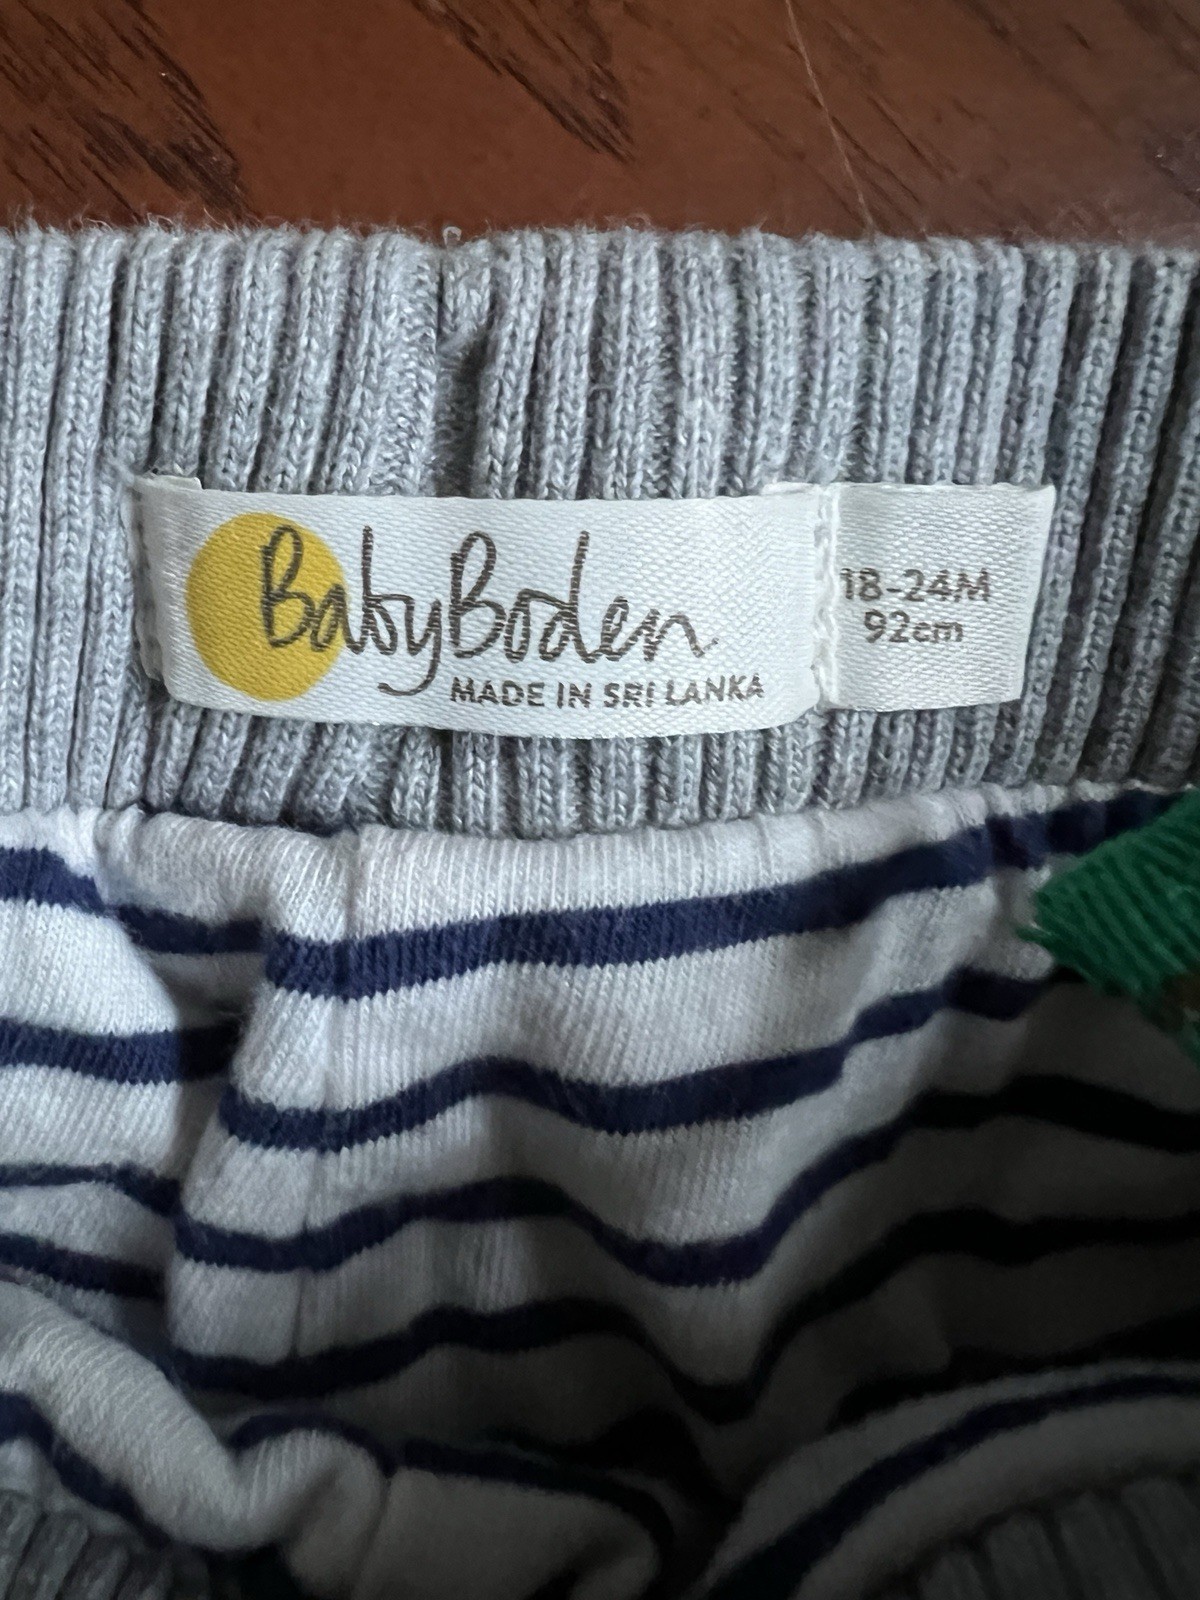 BabyBoden
MADE IN SRI LANKA
18-24M
92cm